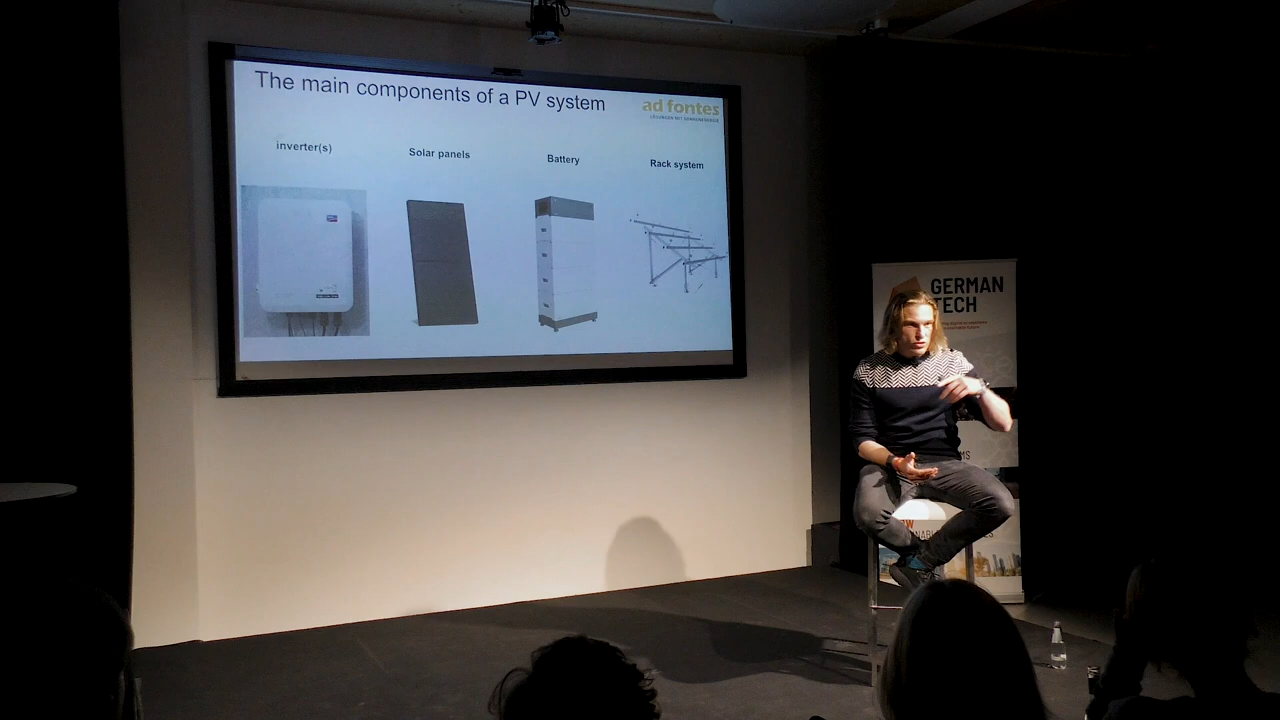 The main components of a PV system
ad fontes
inverter(s)
Solar panels
Battery
Rack system
GERMAN
TECH